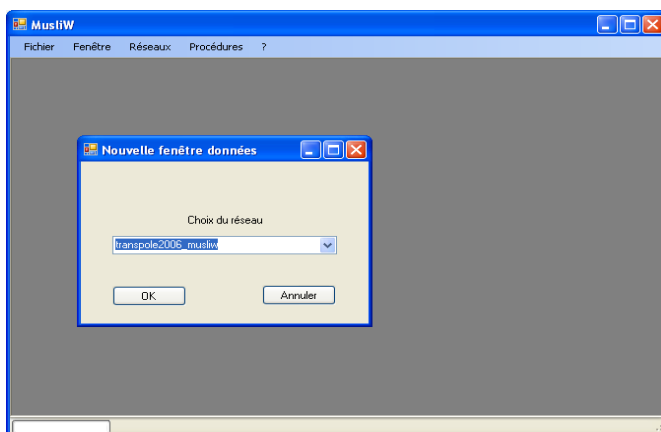 MusliW
Fichier Fenêtre Réseaux Procédures ?
Nouvelle fenêtre données
Choix du réseau
transpole2006_musliw
OK Annuler